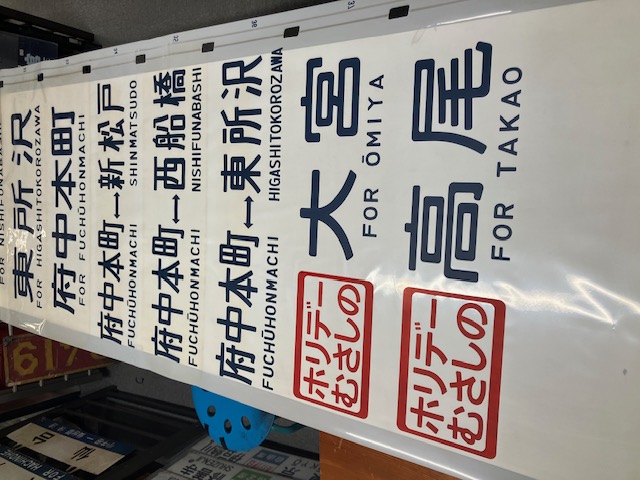 FOR NISHIFUNABASHI
東所沢
FOR HIGASHITOKOROZAWA
府中本町
FOR FUCHŪHONMACHI
府中本町↔新松戸
FUCHŪHONMACHI SHINMATSUDO
府中本町↔西船橋
FUCHŪHONMACHI NISHIFUNABASHI
府中本町↔東所沢
FUCHŪHONMACHI HIGASHITOKOROZAWA
ホリデー
むさしの
大宮
FOR ŌMIYA
ホリデー
むさしの
高尾
FOR TAKAO